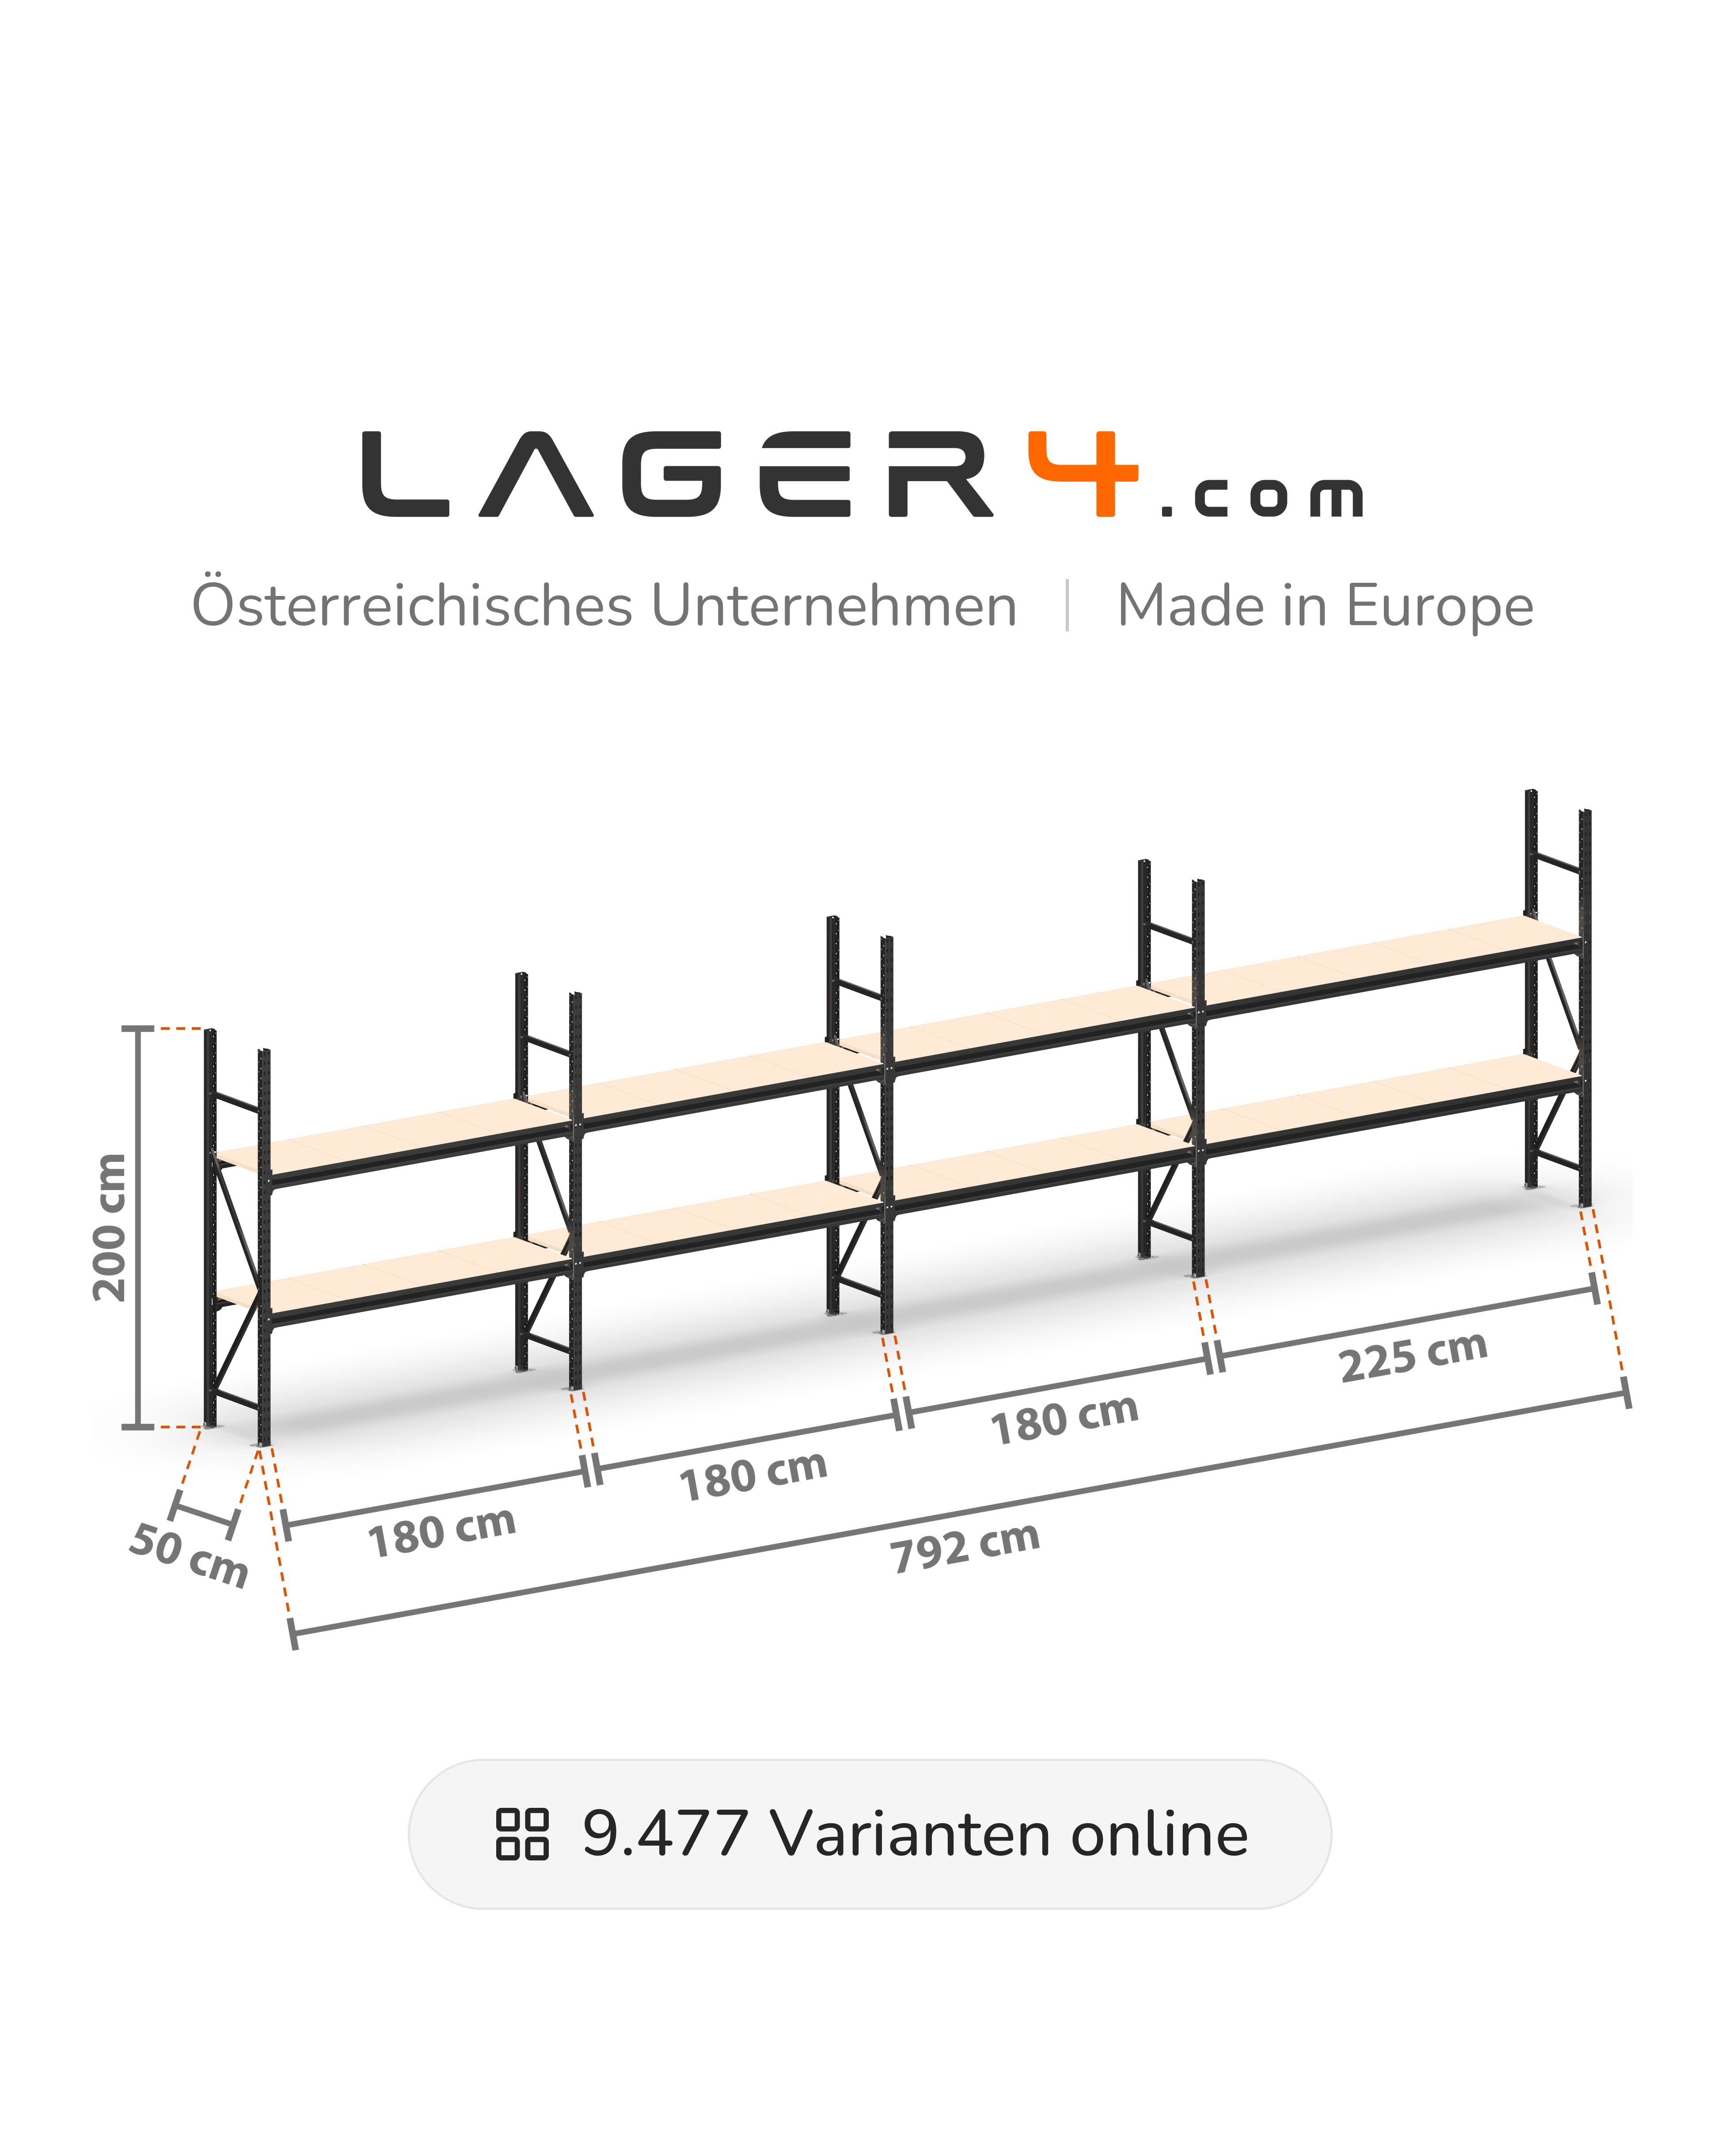 LAGER4.com
Österreichisches Unternehmen | Made in Europe
200 cm
50 cm
180 cm
180 cm
180 cm
225 cm
792 cm
9.477 Varianten online